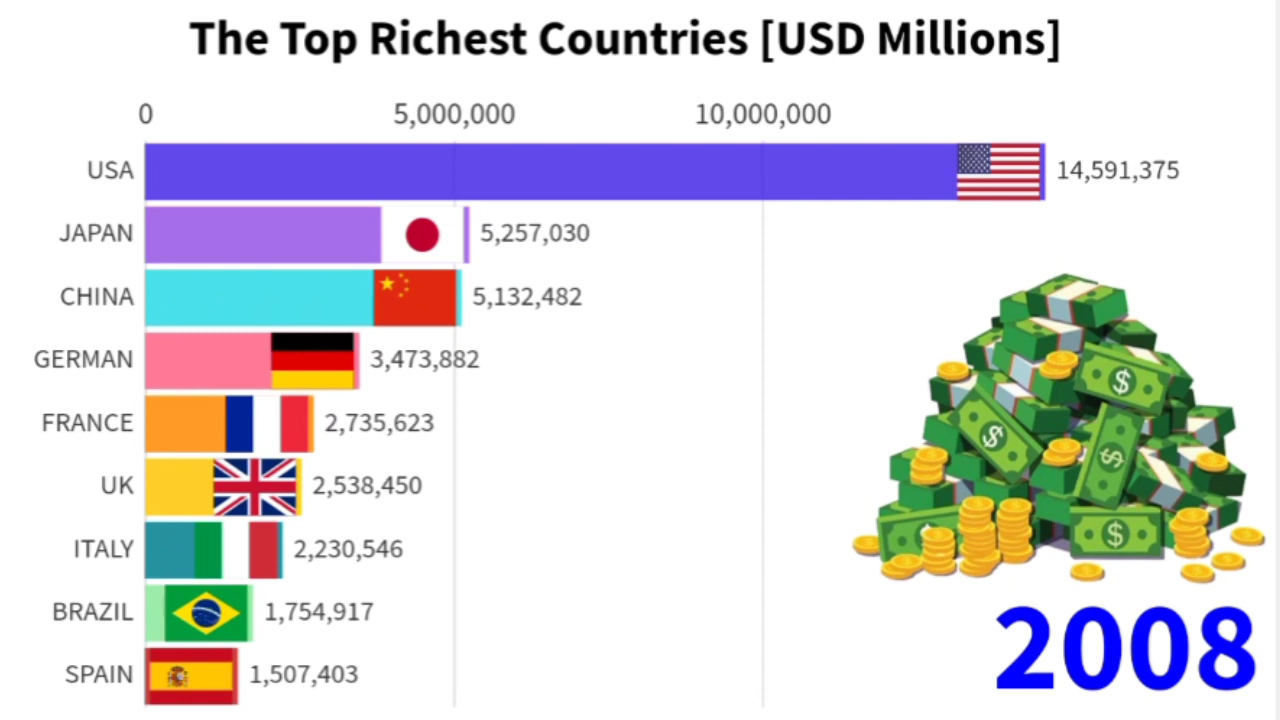 The Top Richest Countries [USD Millions]
0 5,000,000 10,000,000
USA 14,591,375
JAPAN 5,257,030
CHINA 5,132,482
GERMAN 3,473,882
FRANCE 2,735,623
UK 2,538,450
ITALY 2,230,546
BRAZIL 1,754,917
SPAIN 1,507,403
2008